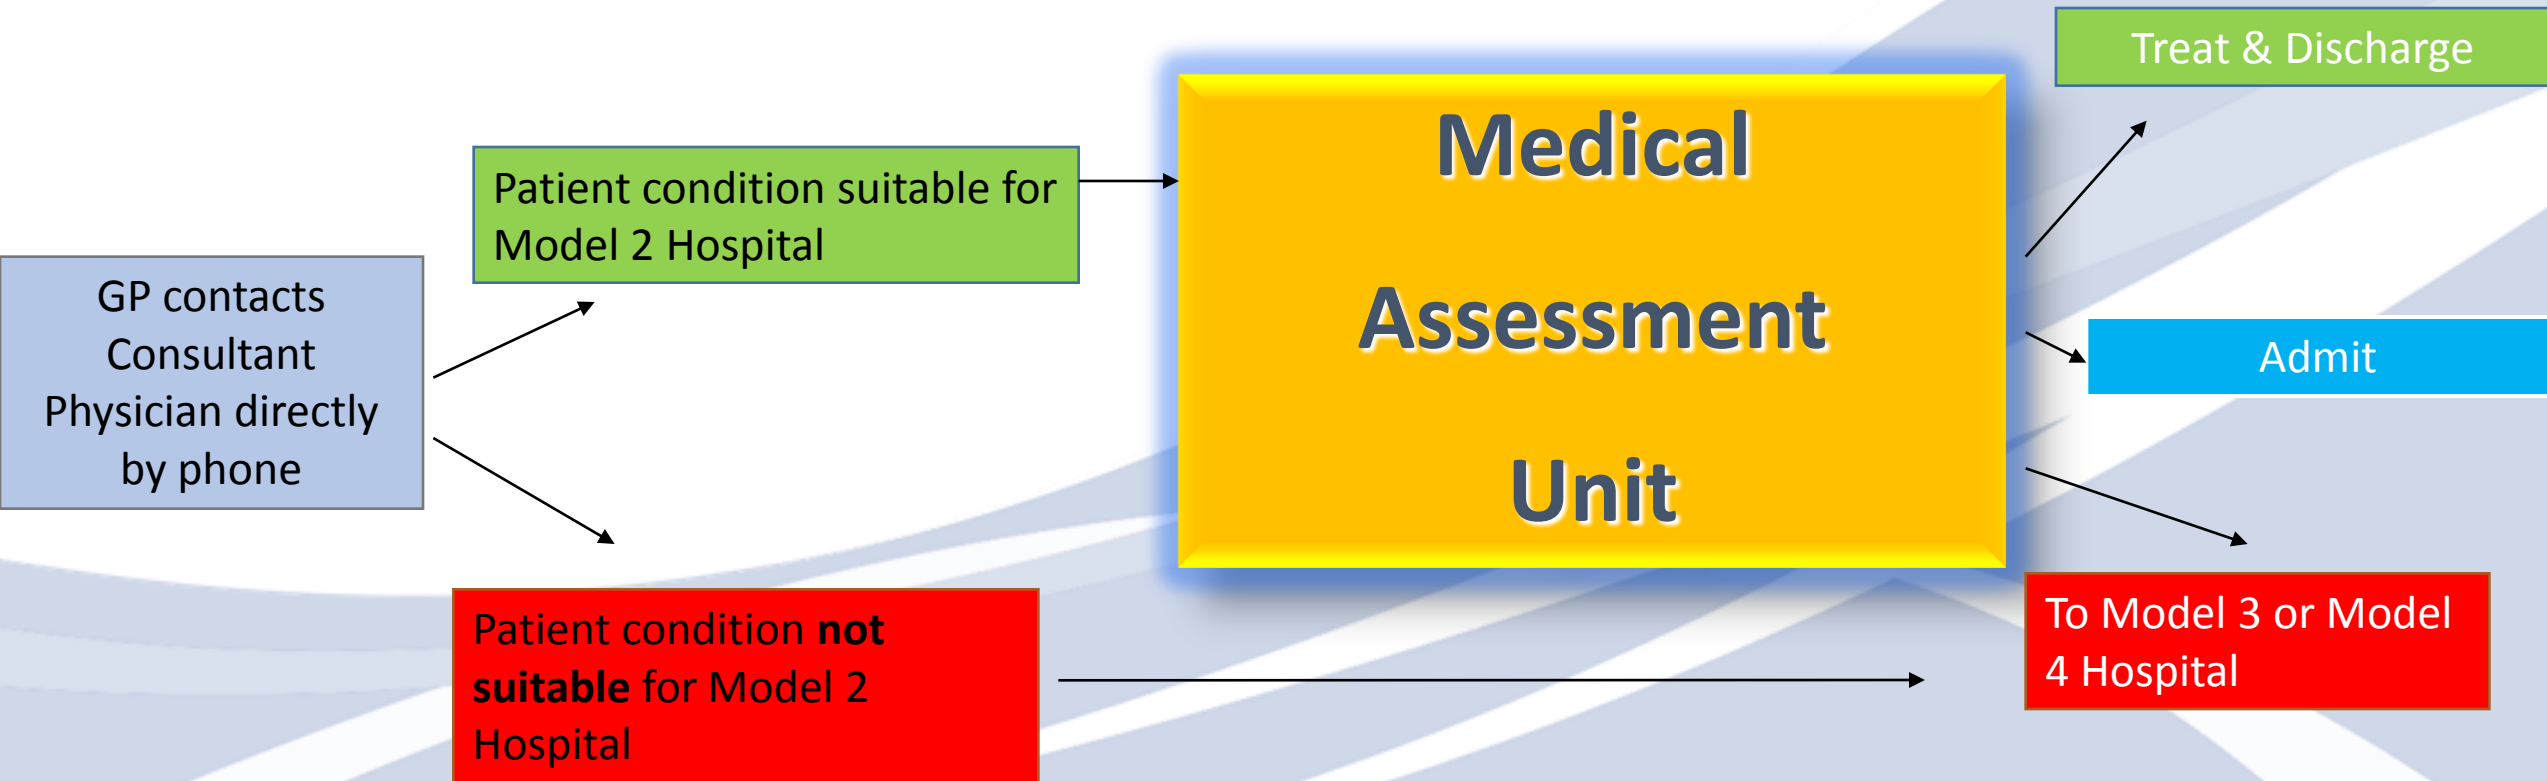 GP contacts
Consultant
Physician directly
by phone
Patient condition suitable for
Model 2 Hospital
Patient condition not
suitable for Model 2
Hospital
Medical
Assessment
Unit
Treat & Discharge
Admit
To Model 3 or Model
4 Hospital